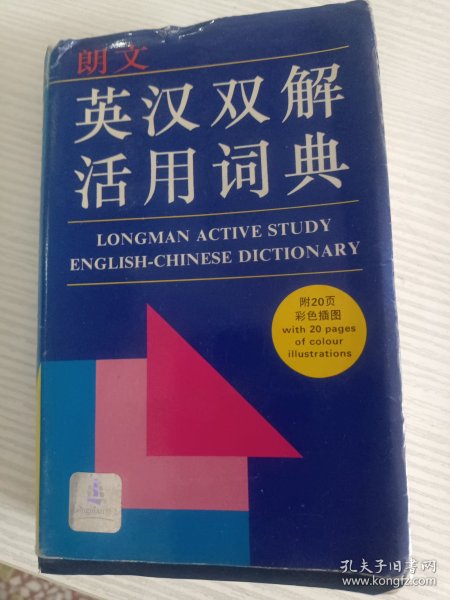 朗文
英汉双解
活用词典
LONGMAN ACTIVE STUDY
ENGLISH-CHINESE DICTIONARY
附20页
彩色插图
with 20 pages
of colour
illustrations
孔夫子旧书网
www.kongfz.com